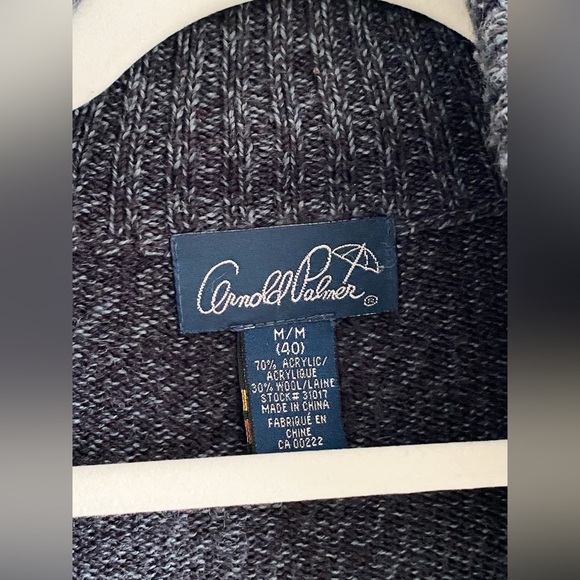 Arnold Palmer ®
M/M
(40)
70% ACRYLIC/
ACRYLIQUE
30% WOOL/LAINE
STOCK# 31017
MADE IN CHINA
FABRIQUÉ EN
CHINE
CA 00222